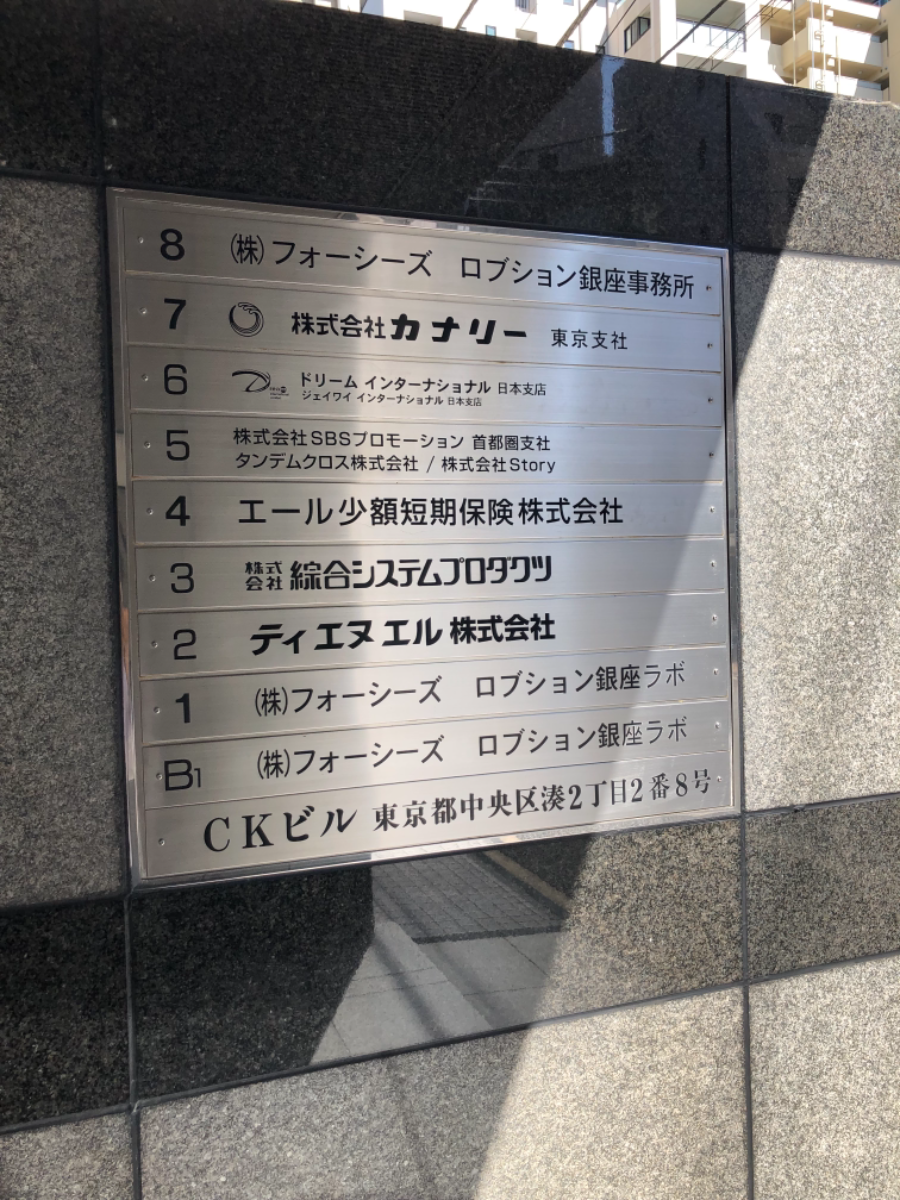 8 ㈱フォーシーズ ロブション銀座事務所
7 株式会社カナリー 東京支社
6 ドリーム インターナショナル 日本支店
ジェイワイ インターナショナル 日本支店
5 株式会社SBSプロモーション 首都圏支社
タンデムクロス株式会社 / 株式会社Story
4 エール少額短期保険株式会社
3 株式会社 綜合システムプロダクツ
2 ティエヌエル株式会社
1 ㈱フォーシーズ ロブション銀座ラボ
B1 ㈱フォーシーズ ロブション銀座ラボ
CKビル 東京都中央区湊2丁目2番8号